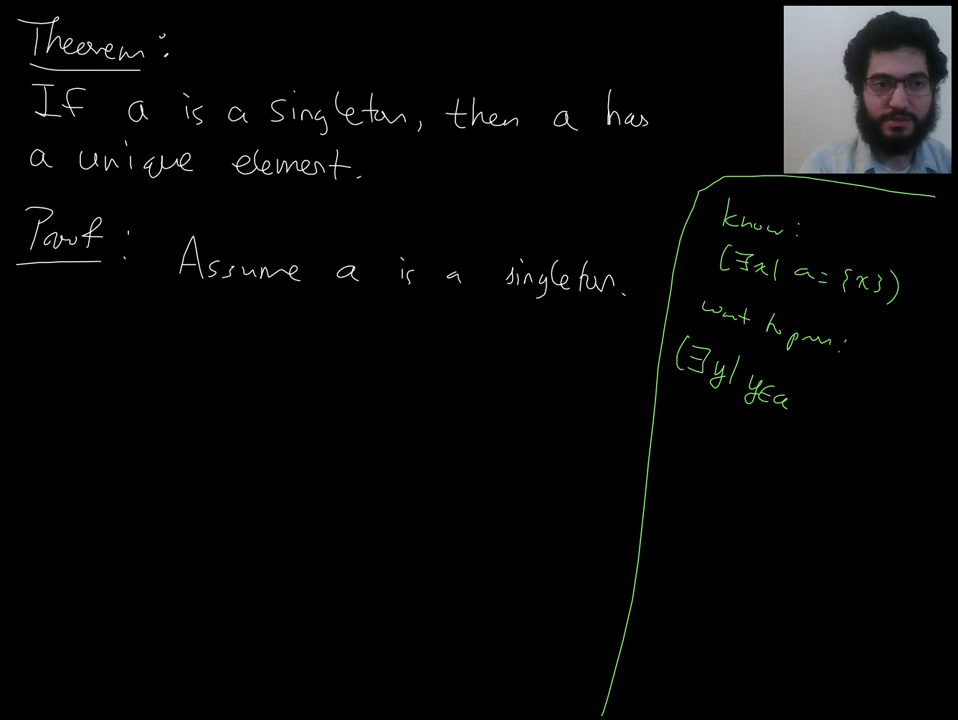 Theorem:
If a is a singleton, then a has
a unique element.
Proof: Assume a is a singleton.
know:
(∃x| a={x})
want to prove:
(∃y| y∈a